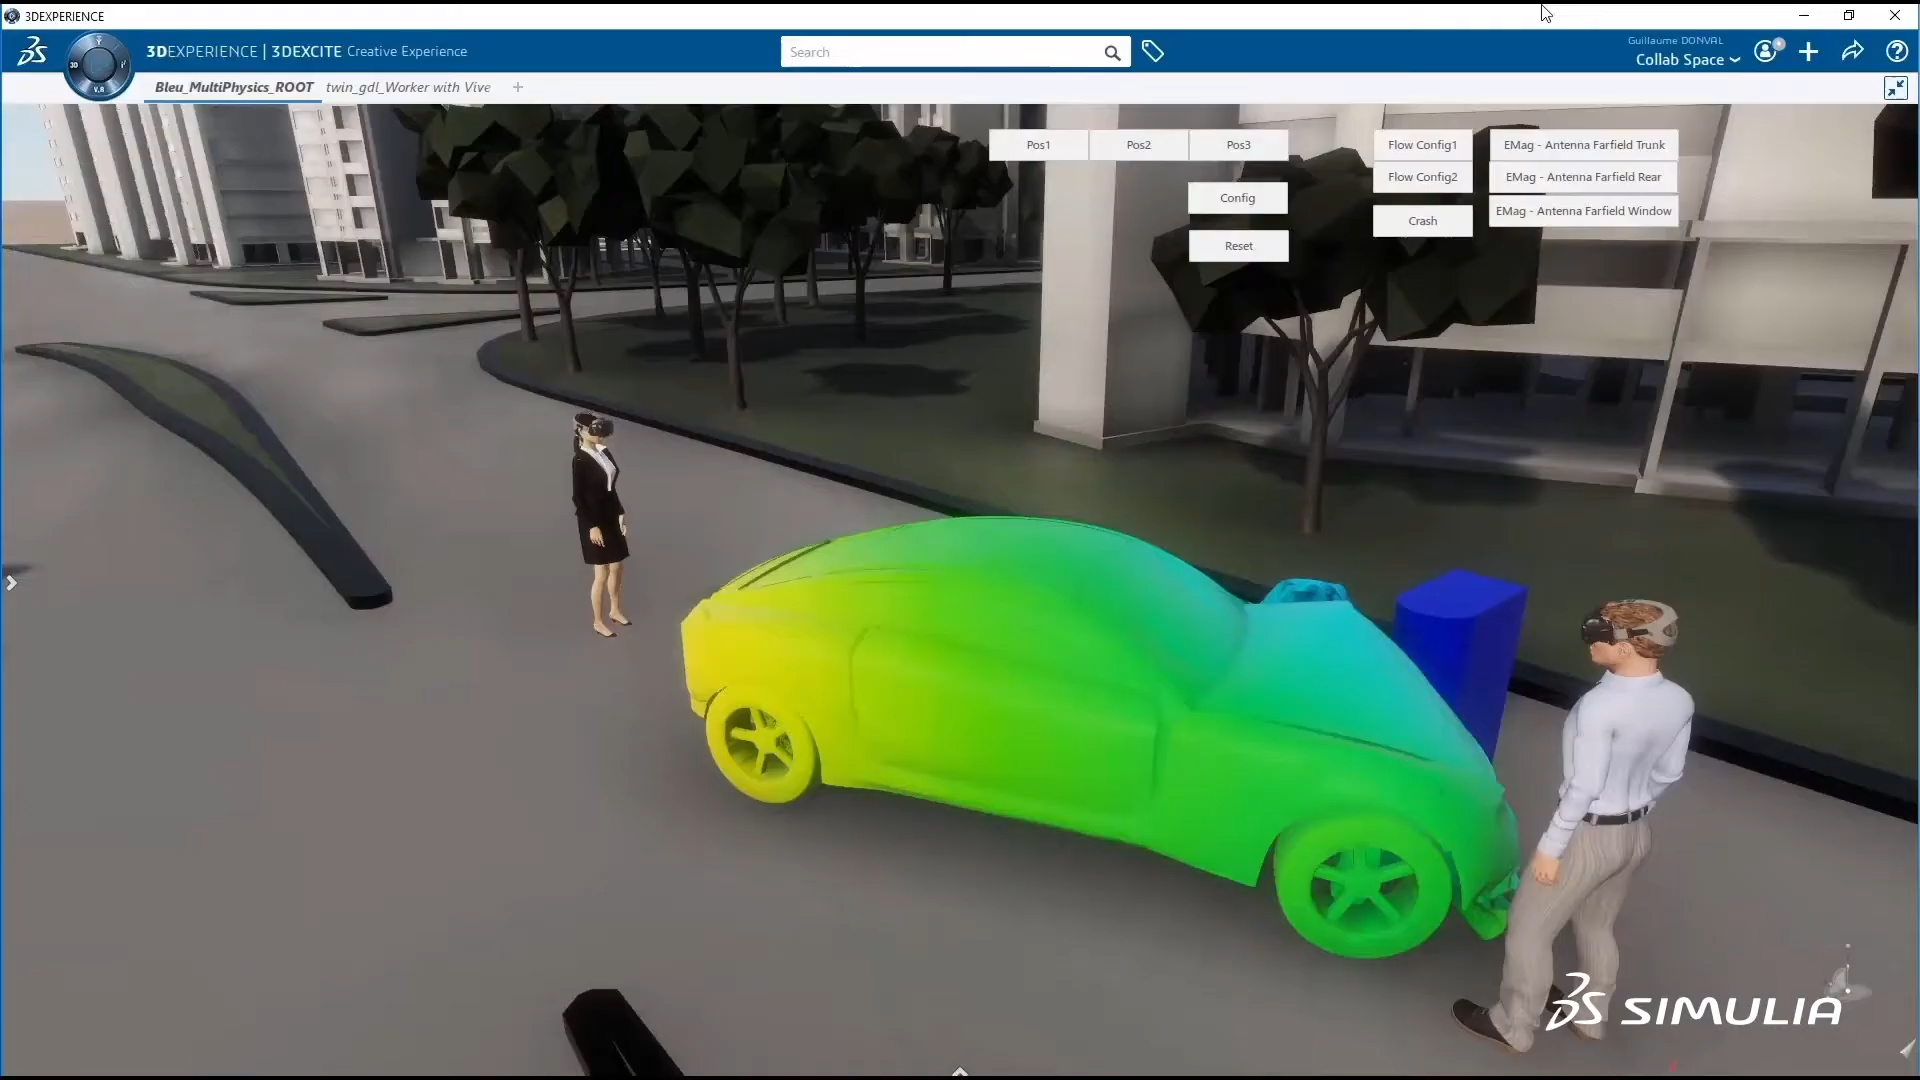 3DEXPERIENCE
3DEXPERIENCE | 3DEXCITE Creative Experience
Search
Guillaume DONVAL
Collab Space
3D
V.R
Bleu_MultiPhysics_ROOT
twin_gdl_Worker with Vive
Pos1
Pos2
Pos3
Config
Reset
Flow Config1
Flow Config2
Crash
EMag - Antenna Farfield Trunk
EMag - Antenna Farfield Rear
EMag - Antenna Farfield Window
SIMULIA